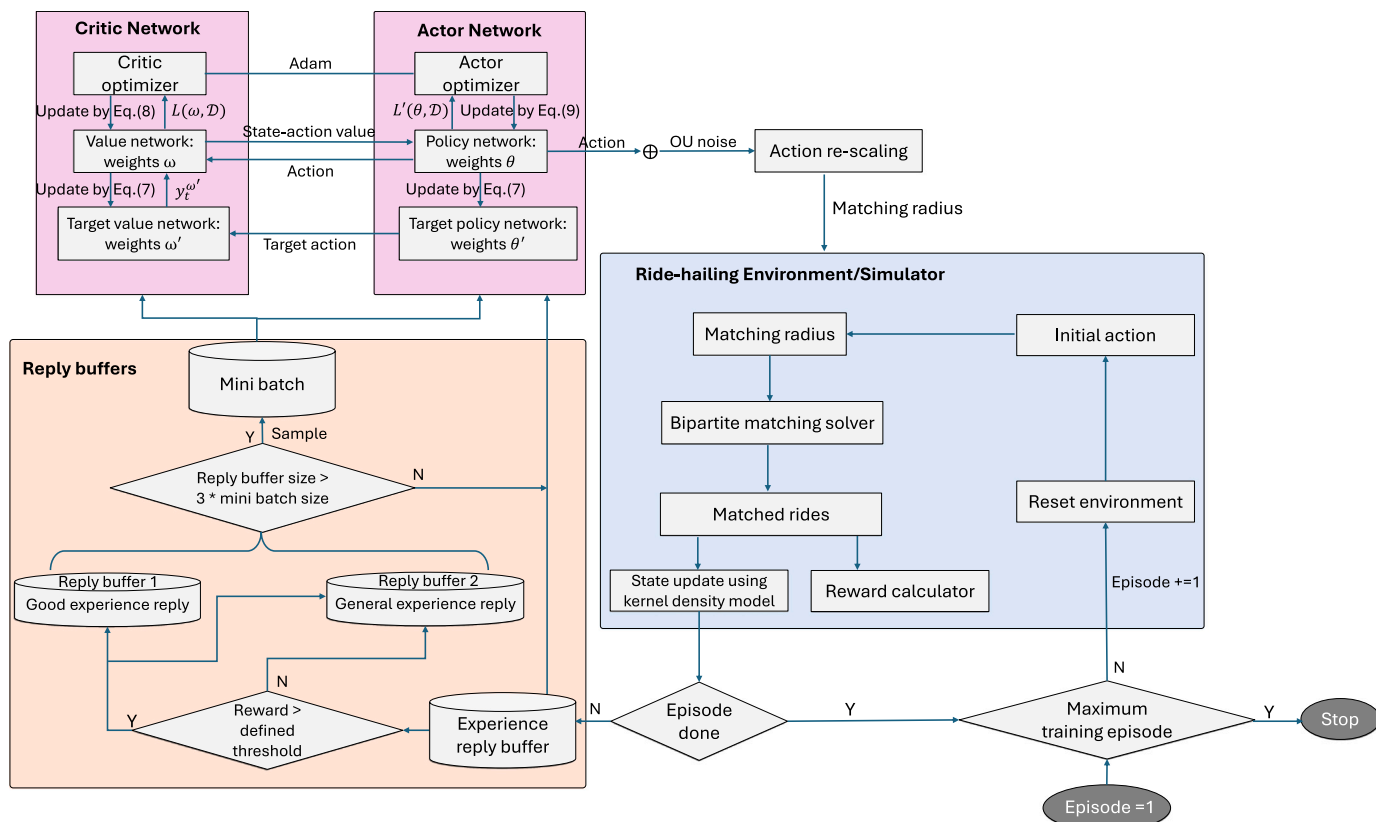 Critic Network
Actor Network
Critic
optimizer
Adam
Actor
optimizer
Update by Eq.(8)
L(ω, 𝒟)
L′(θ, 𝒟)
Update by Eq.(9)
Value network:
weights ω
State-action value
Action
Policy network:
weights θ
Action
⊕
OU noise
Action re-scaling
Update by Eq.(7)
y_t^{ω′}
Update by Eq.(7)
Target value network:
weights ω′
Target action
Target policy network:
weights θ′
Matching radius
Ride-hailing Environment/Simulator
Matching radius
Initial action
Bipartite matching solver
Matched rides
Reset environment
State update using
kernel density model
Reward calculator
Episode +=1
Reply buffers
Mini batch
Y
Sample
Reply buffer size >
3 * mini batch size
N
Reply buffer 1
Good experience reply
Reply buffer 2
General experience reply
N
Y
Reward >
defined
threshold
Experience
reply buffer
N
Episode
done
Y
N
Maximum
training episode
Y
Stop
Episode =1